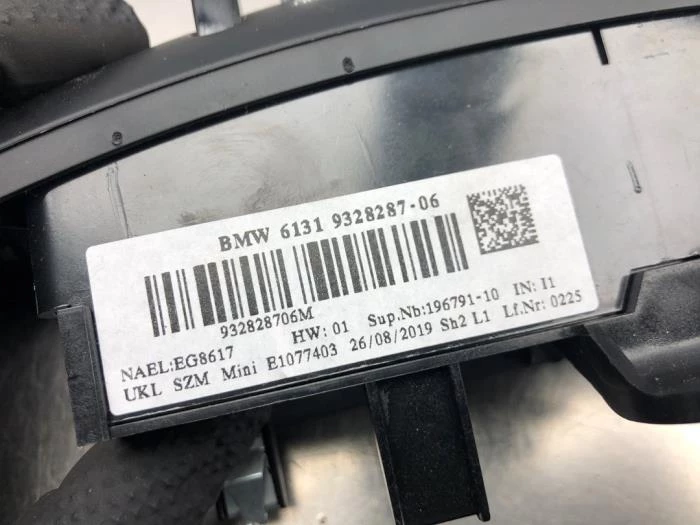 BMW 6131 9328287-06
932828706M
NAEL:EG8617 HW: 01 Sup.Nb:196791-10 IN: I1
UKL SZM Mini E1077403 26/08/2019 Sh2 L1 Lf.Nr: 0225